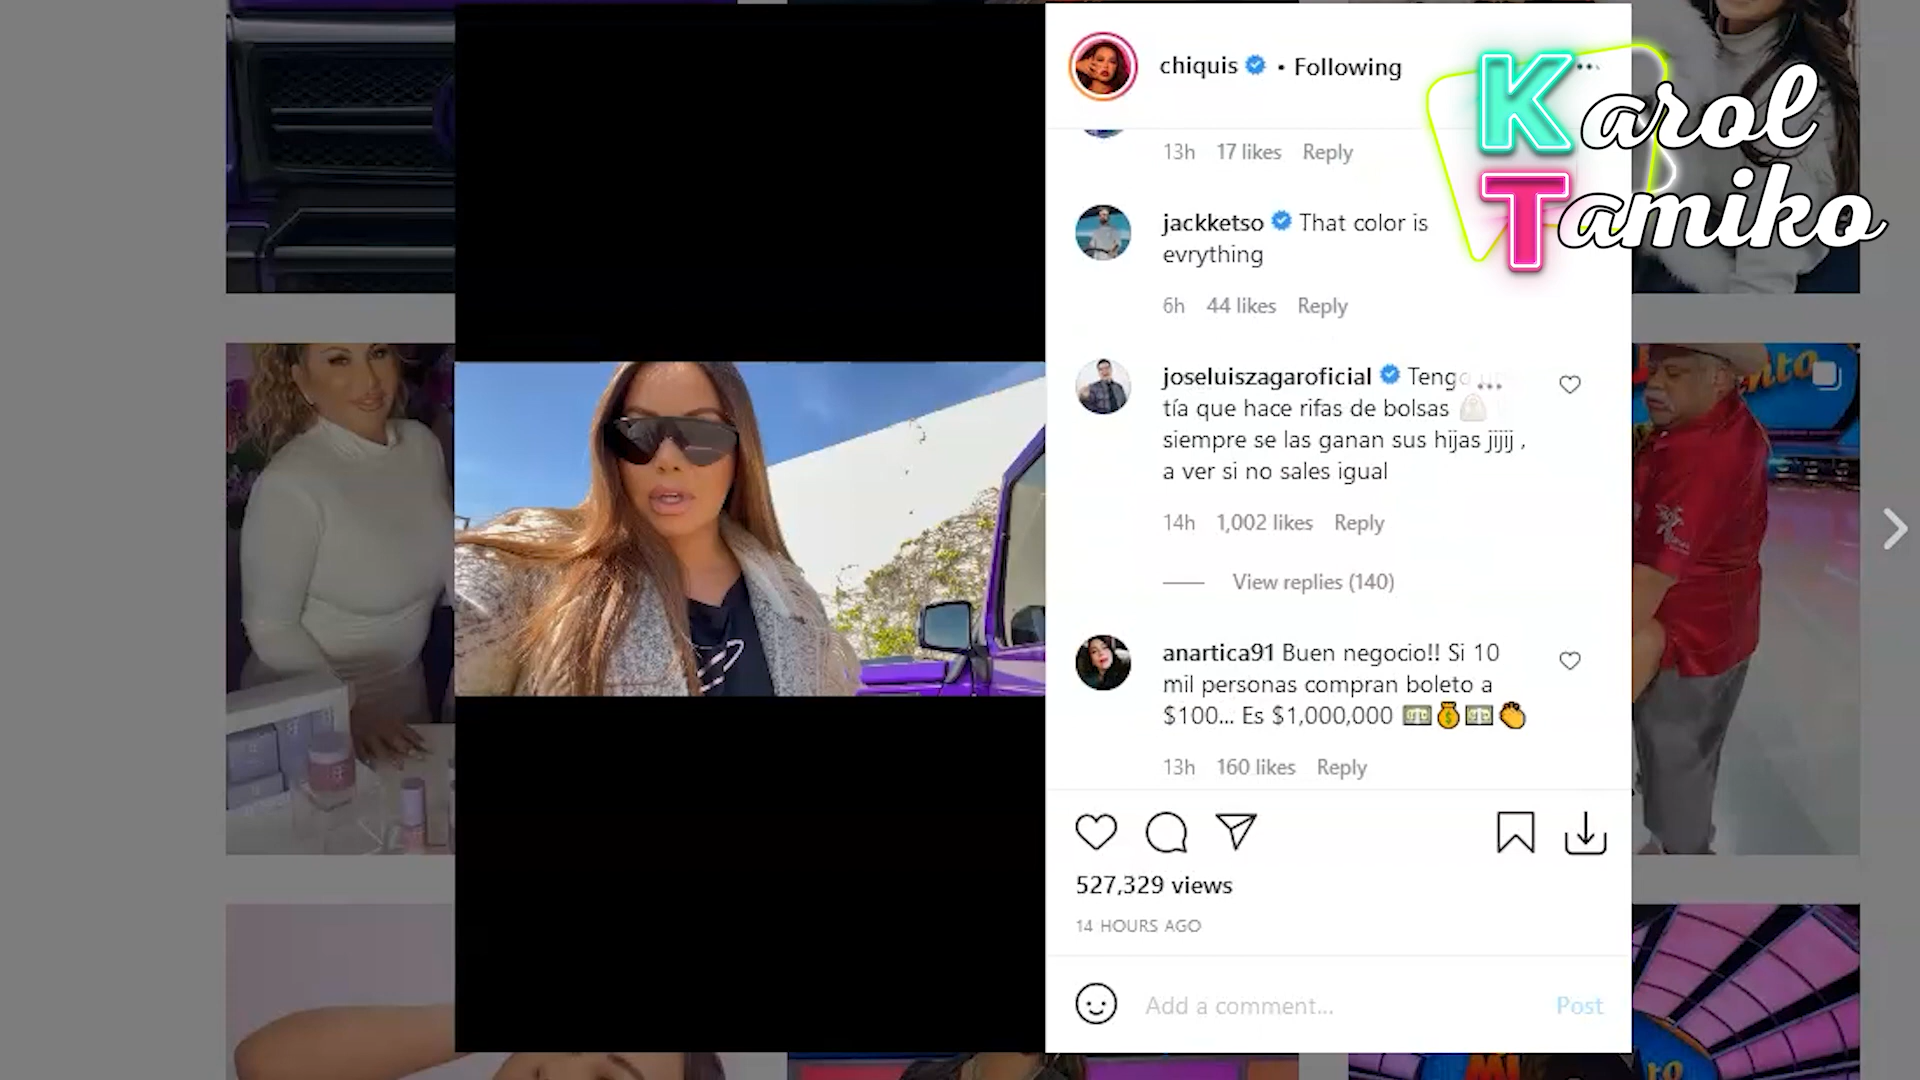 chiquis • Following
Karol
Tamiko
13h 17 likes Reply
jackketso That color is
evrything
6h 44 likes Reply
joseluiszagaroficial Tengo
tía que hace rifas de bolsas
siempre se las ganan sus hijas jijij ,
a ver si no sales igual
14h 1,002 likes Reply
View replies (140)
anartica91 Buen negocio!! Si 10
mil personas compran boleto a
$100... Es $1,000,000
13h 160 likes Reply
527,329 views
14 HOURS AGO
Add a comment... Post